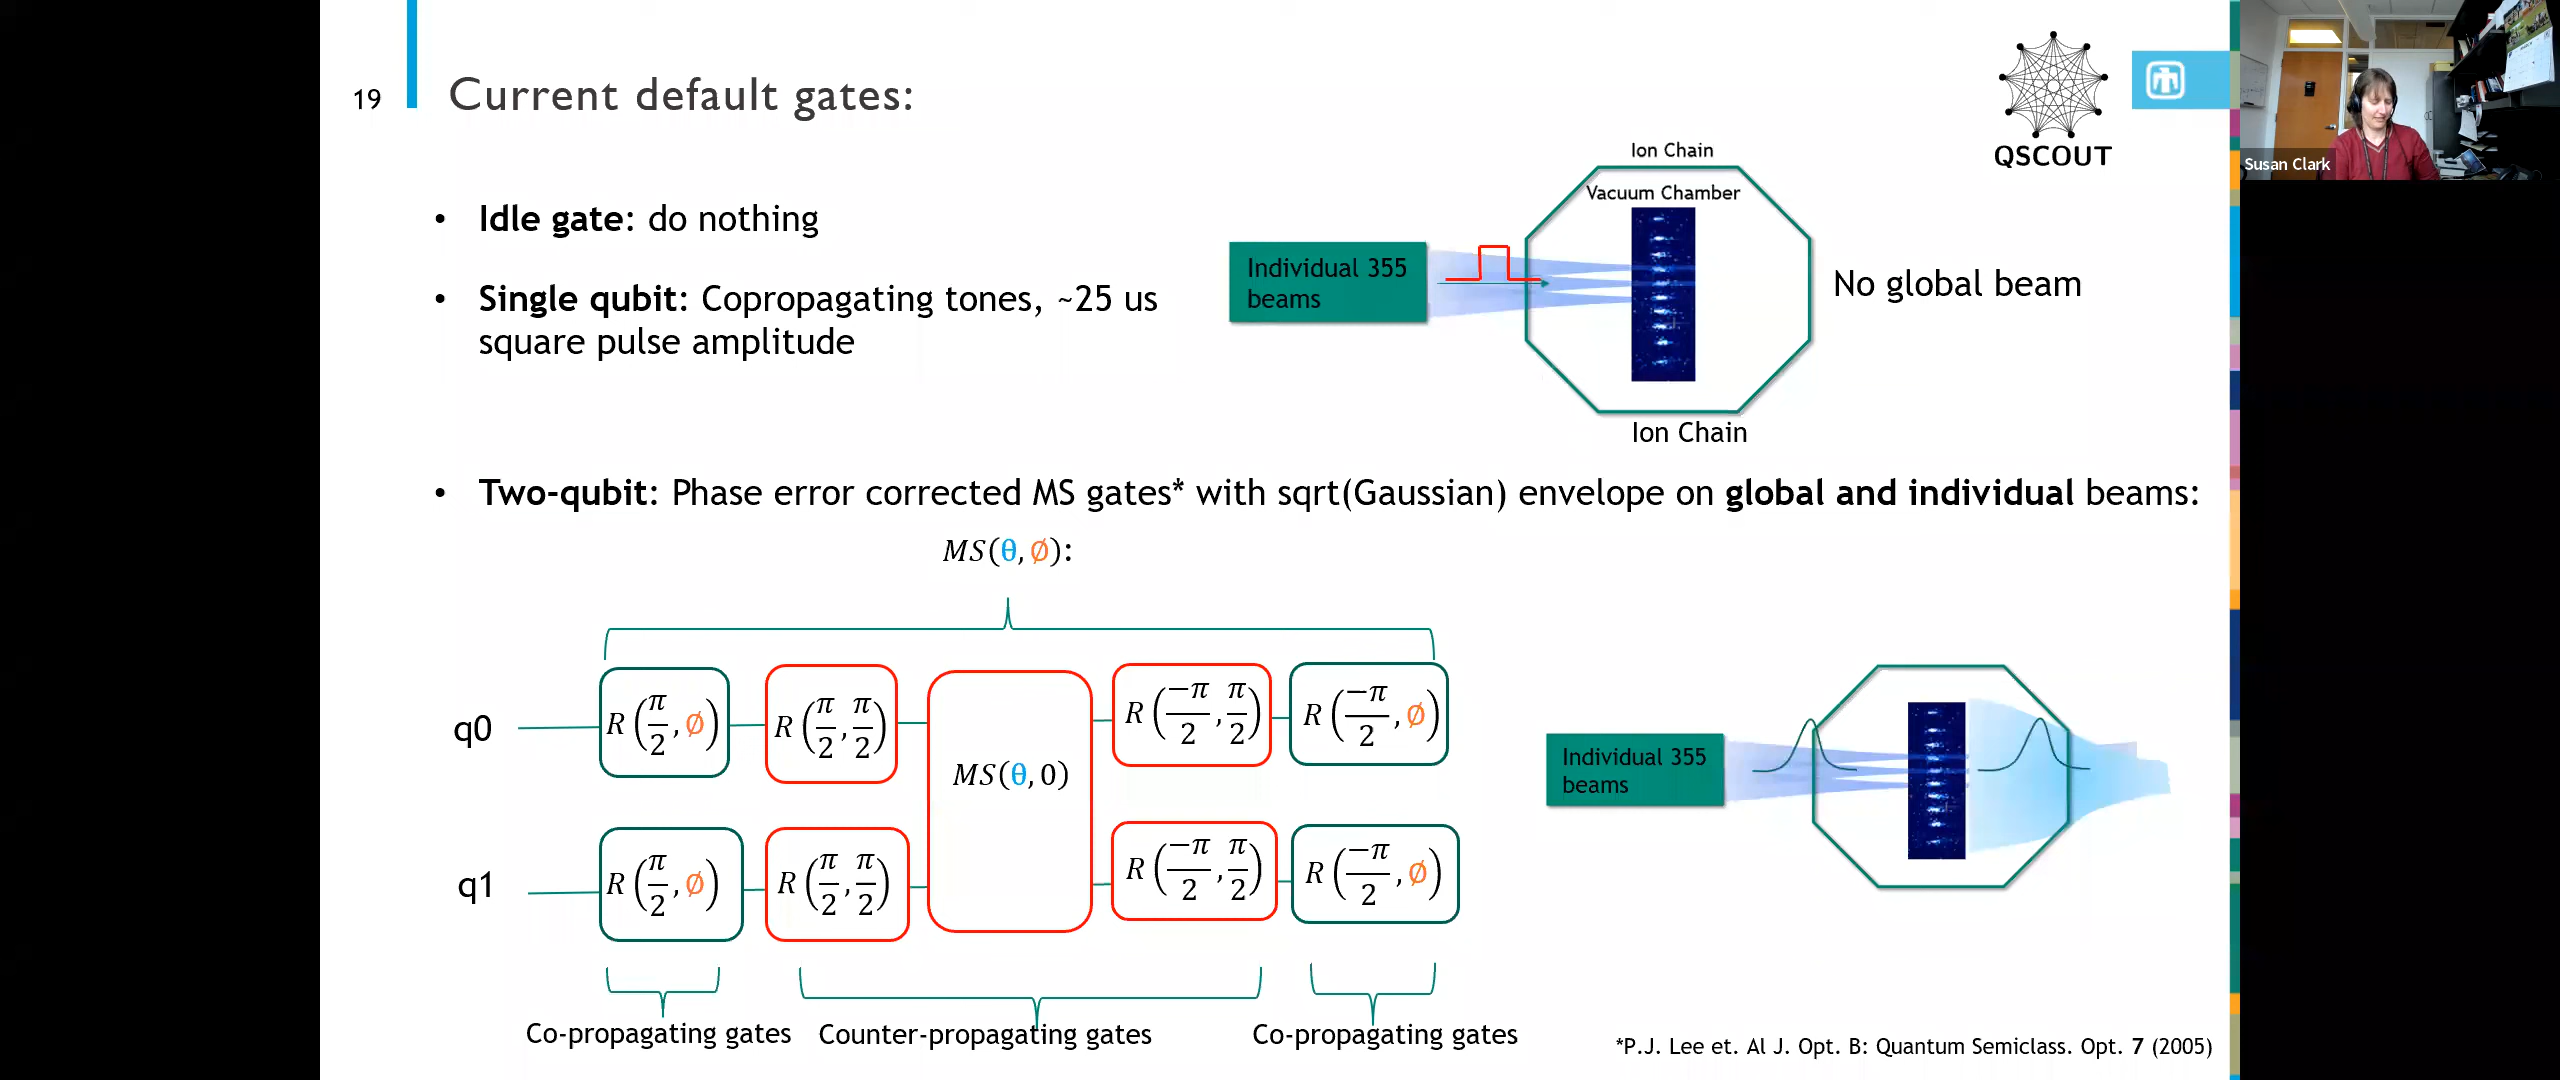 19
Current default gates:
QSCOUT
Susan Clark
Ion Chain
Vacuum Chamber
• Idle gate: do nothing
• Single qubit: Copropagating tones, ~25 us
square pulse amplitude
Individual 355
beams
No global beam
Ion Chain
• Two-qubit: Phase error corrected MS gates* with sqrt(Gaussian) envelope on global and individual beams:
MS(θ, ∅):
q0
R(π/2, ∅) R(π/2, π/2) R(−π/2, π/2) R(−π/2, ∅)
MS(θ, 0)
q1
R(π/2, ∅) R(π/2, π/2) R(−π/2, π/2) R(−π/2, ∅)
Individual 355
beams
Co-propagating gates Counter-propagating gates Co-propagating gates
*P.J. Lee et. Al J. Opt. B: Quantum Semiclass. Opt. 7 (2005)